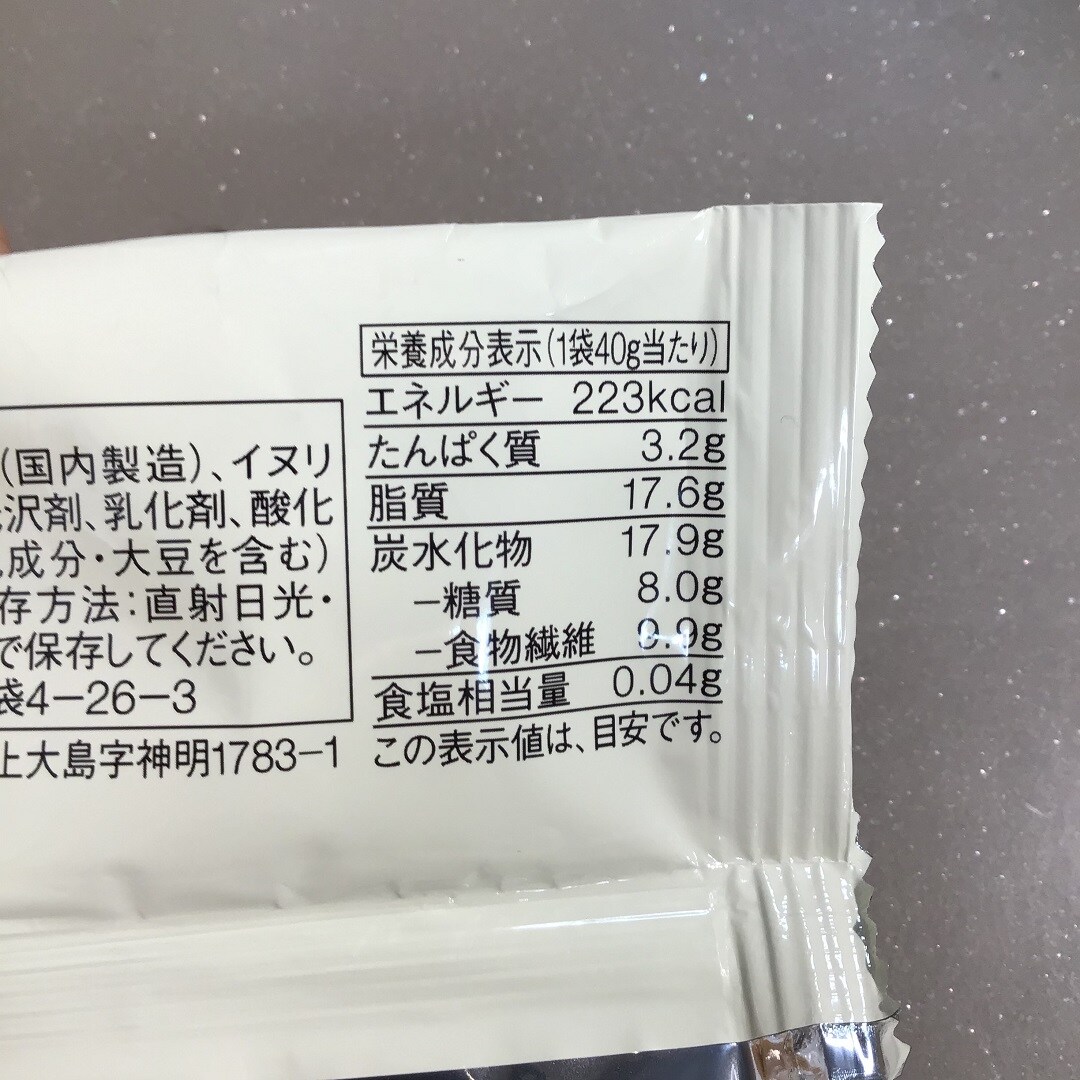 (国内製造)、イヌリ
沢剤、乳化剤、酸化
成分・大豆を含む)
存方法:直射日光・
で保存してください。
袋4-26-3
上大島字神明1783-1
栄養成分表示(1袋40g当たり)
エネルギー 223kcal
たんぱく質 3.2g
脂質 17.6g
炭水化物 17.9g
-糖質 8.0g
-食物繊維 9.9g
食塩相当量 0.04g
この表示値は、目安です。